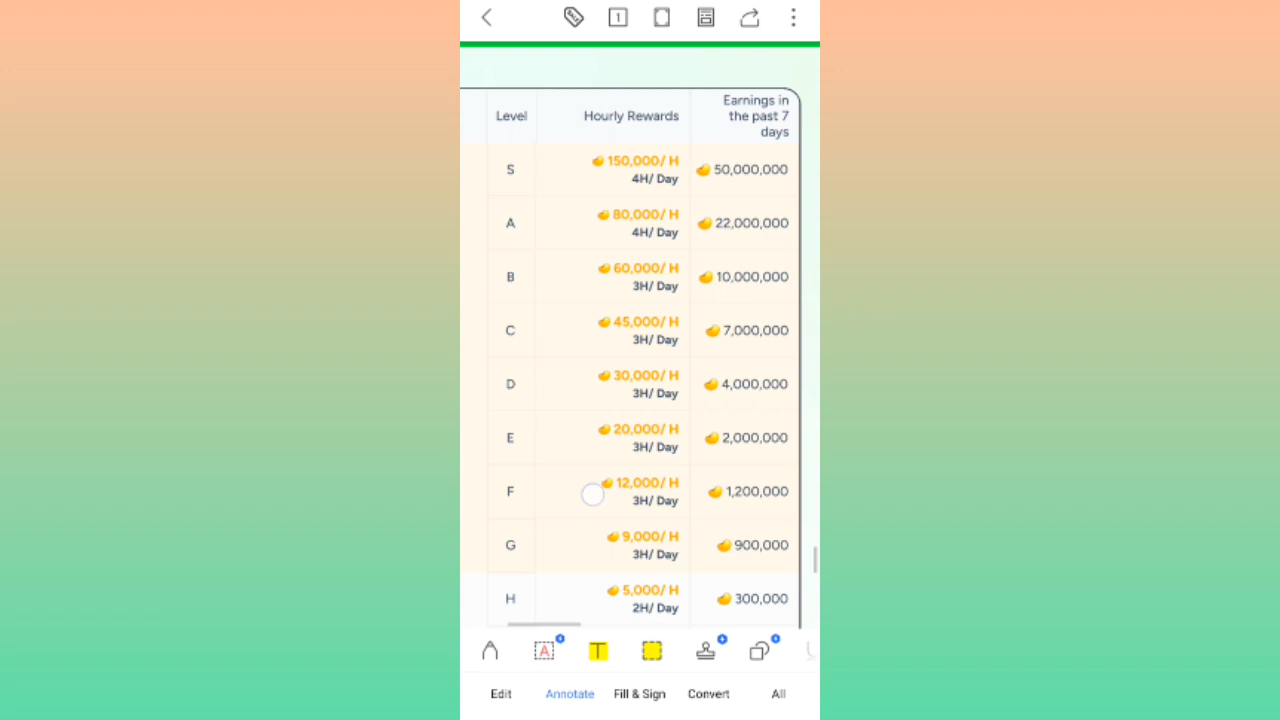 SALE
1
Level Hourly Rewards Earnings in
the past 7
days
S 150,000/ H 50,000,000
4H/ Day
A 80,000/ H 22,000,000
4H/ Day
B 60,000/ H 10,000,000
3H/ Day
C 45,000/ H 7,000,000
3H/ Day
D 30,000/ H 4,000,000
3H/ Day
E 20,000/ H 2,000,000
3H/ Day
F 12,000/ H 1,200,000
3H/ Day
G 9,000/ H 900,000
3H/ Day
H 5,000/ H 300,000
2H/ Day
A T
Edit Annotate Fill & Sign Convert All